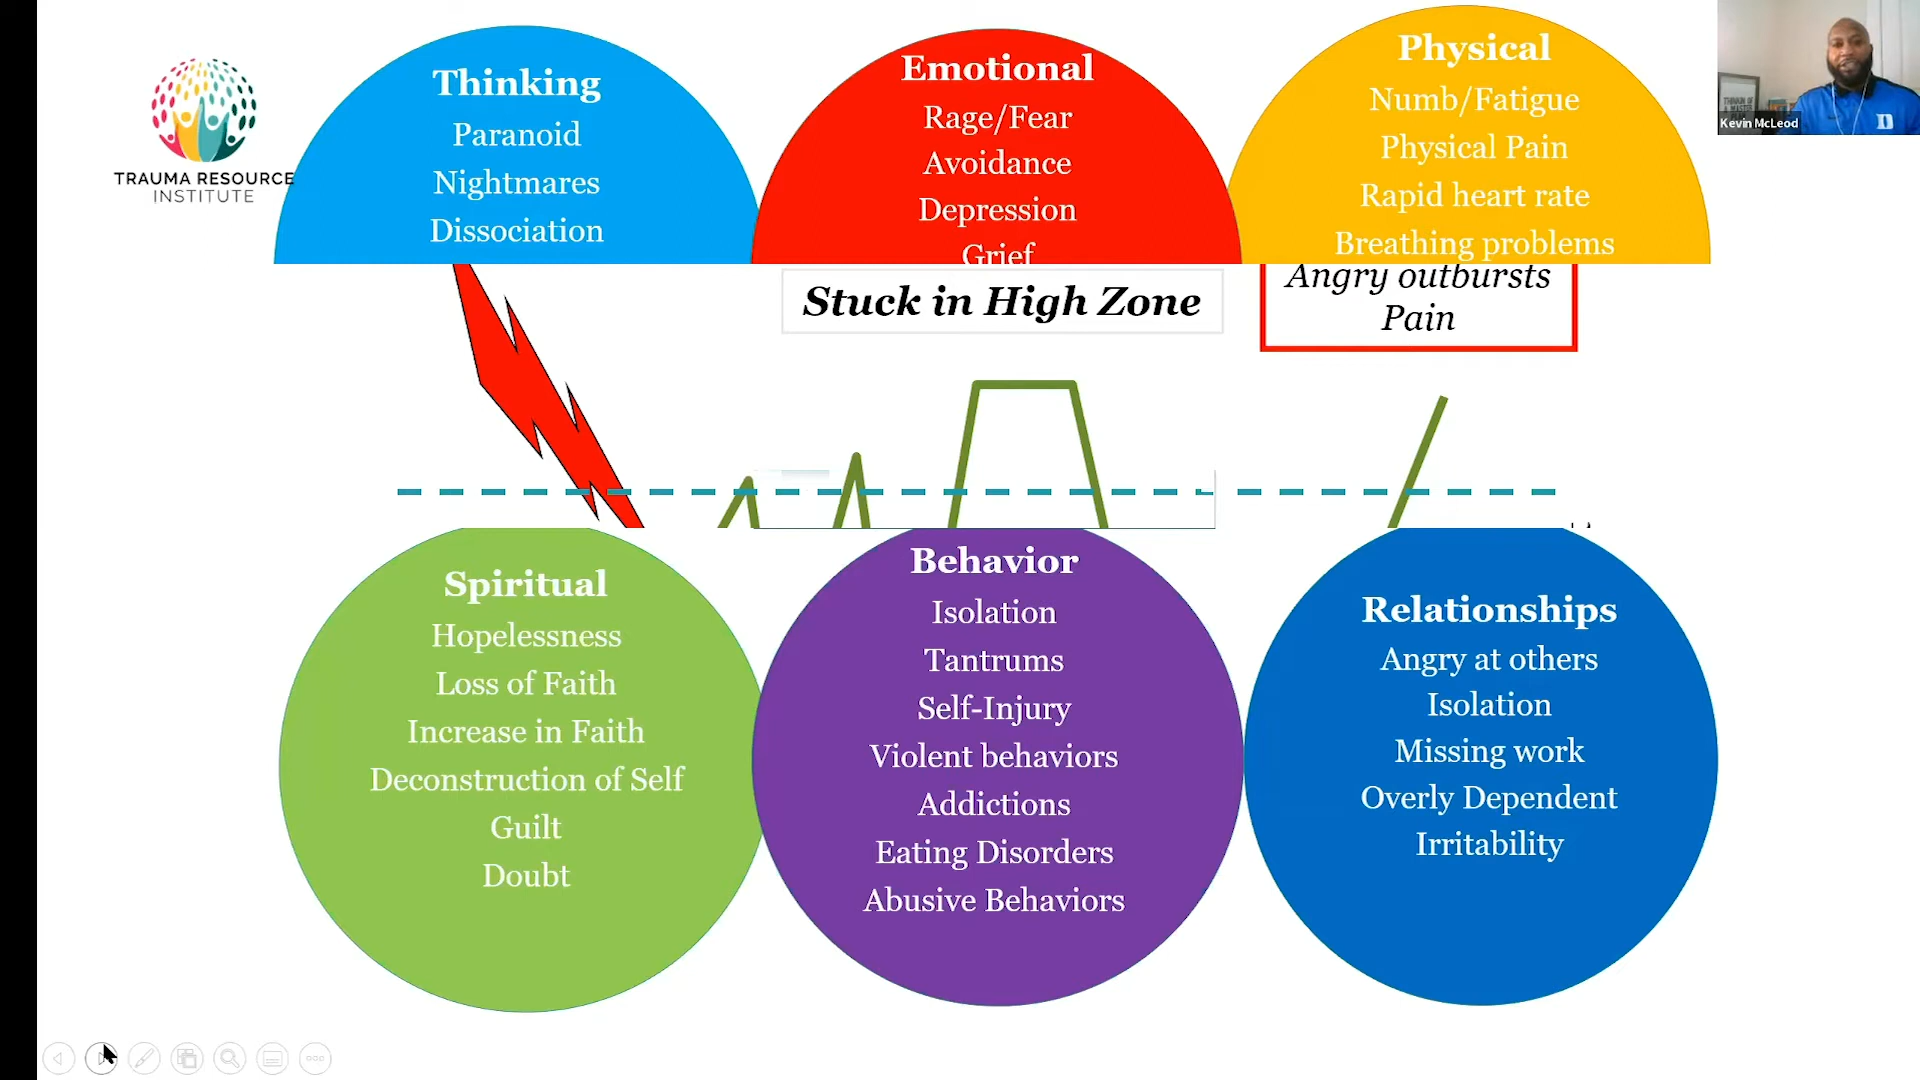 TRAUMA RESOURCE
INSTITUTE
Thinking
Paranoid
Nightmares
Dissociation
Emotional
Rage/Fear
Avoidance
Depression
Grief
Physical
Numb/Fatigue
Physical Pain
Rapid heart rate
Breathing problems
Kevin McLeod
Stuck in High Zone
Angry outbursts
Pain
Spiritual
Hopelessness
Loss of Faith
Increase in Faith
Deconstruction of Self
Guilt
Doubt
Behavior
Isolation
Tantrums
Self-Injury
Violent behaviors
Addictions
Eating Disorders
Abusive Behaviors
Relationships
Angry at others
Isolation
Missing work
Overly Dependent
Irritability